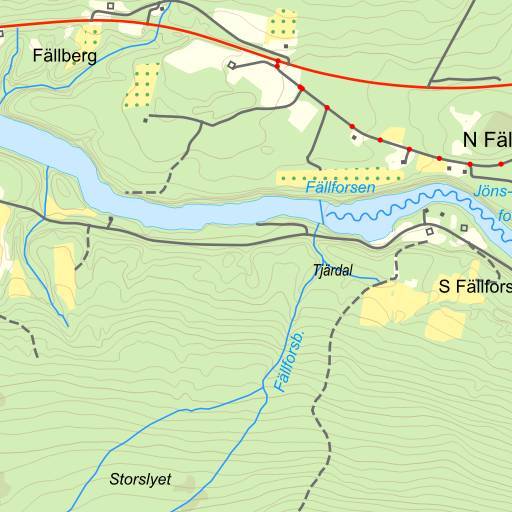 Fällberg
N Fäl
Fällforsen
Jöns-
fo
Tjärdal
S Fällfors
Fällforsb.
Storslyet